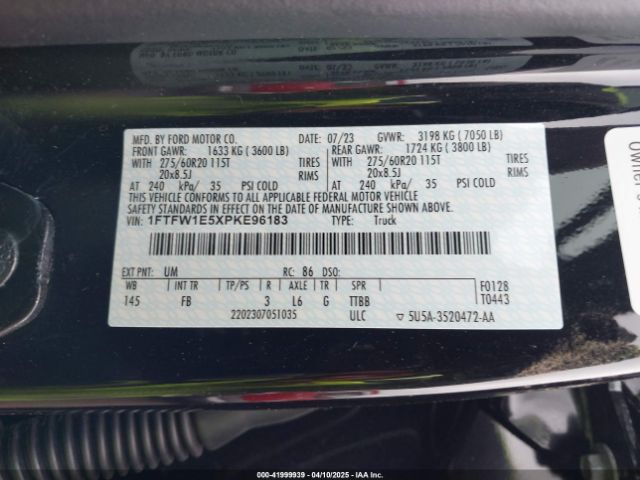 MFD. BY FORD MOTOR CO. DATE: 07/23 GVWR: 3198 KG ( 7050 LB)
FRONT GAWR: 1633 KG ( 3600 LB) REAR GAWR: 1724 KG ( 3800 LB)
WITH 275/60R20 115T TIRES WITH 275/60R20 115T TIRES
20x8.5J RIMS 20x8.5J RIMS
AT 240 kPa/ 35 PSI COLD AT 240 kPa/ 35 PSI COLD
THIS VEHICLE CONFORMS TO ALL APPLICABLE FEDERAL MOTOR VEHICLE
SAFETY STANDARDS IN EFFECT ON THE DATE OF MANUFACTURE SHOWN ABOVE.
VIN: 1FTFW1E5XPKE96183 TYPE: Truck
EXT PNT: UM RC: 86 DSO:
WB INT TR TP/PS R AXLE TR SPR F0128
145 FB 3 L6 G TTBB T0443
2202307051035 ULC ▽ 5U5A-3520472-AA
000-41999939 - 04/10/2025 - IAAC